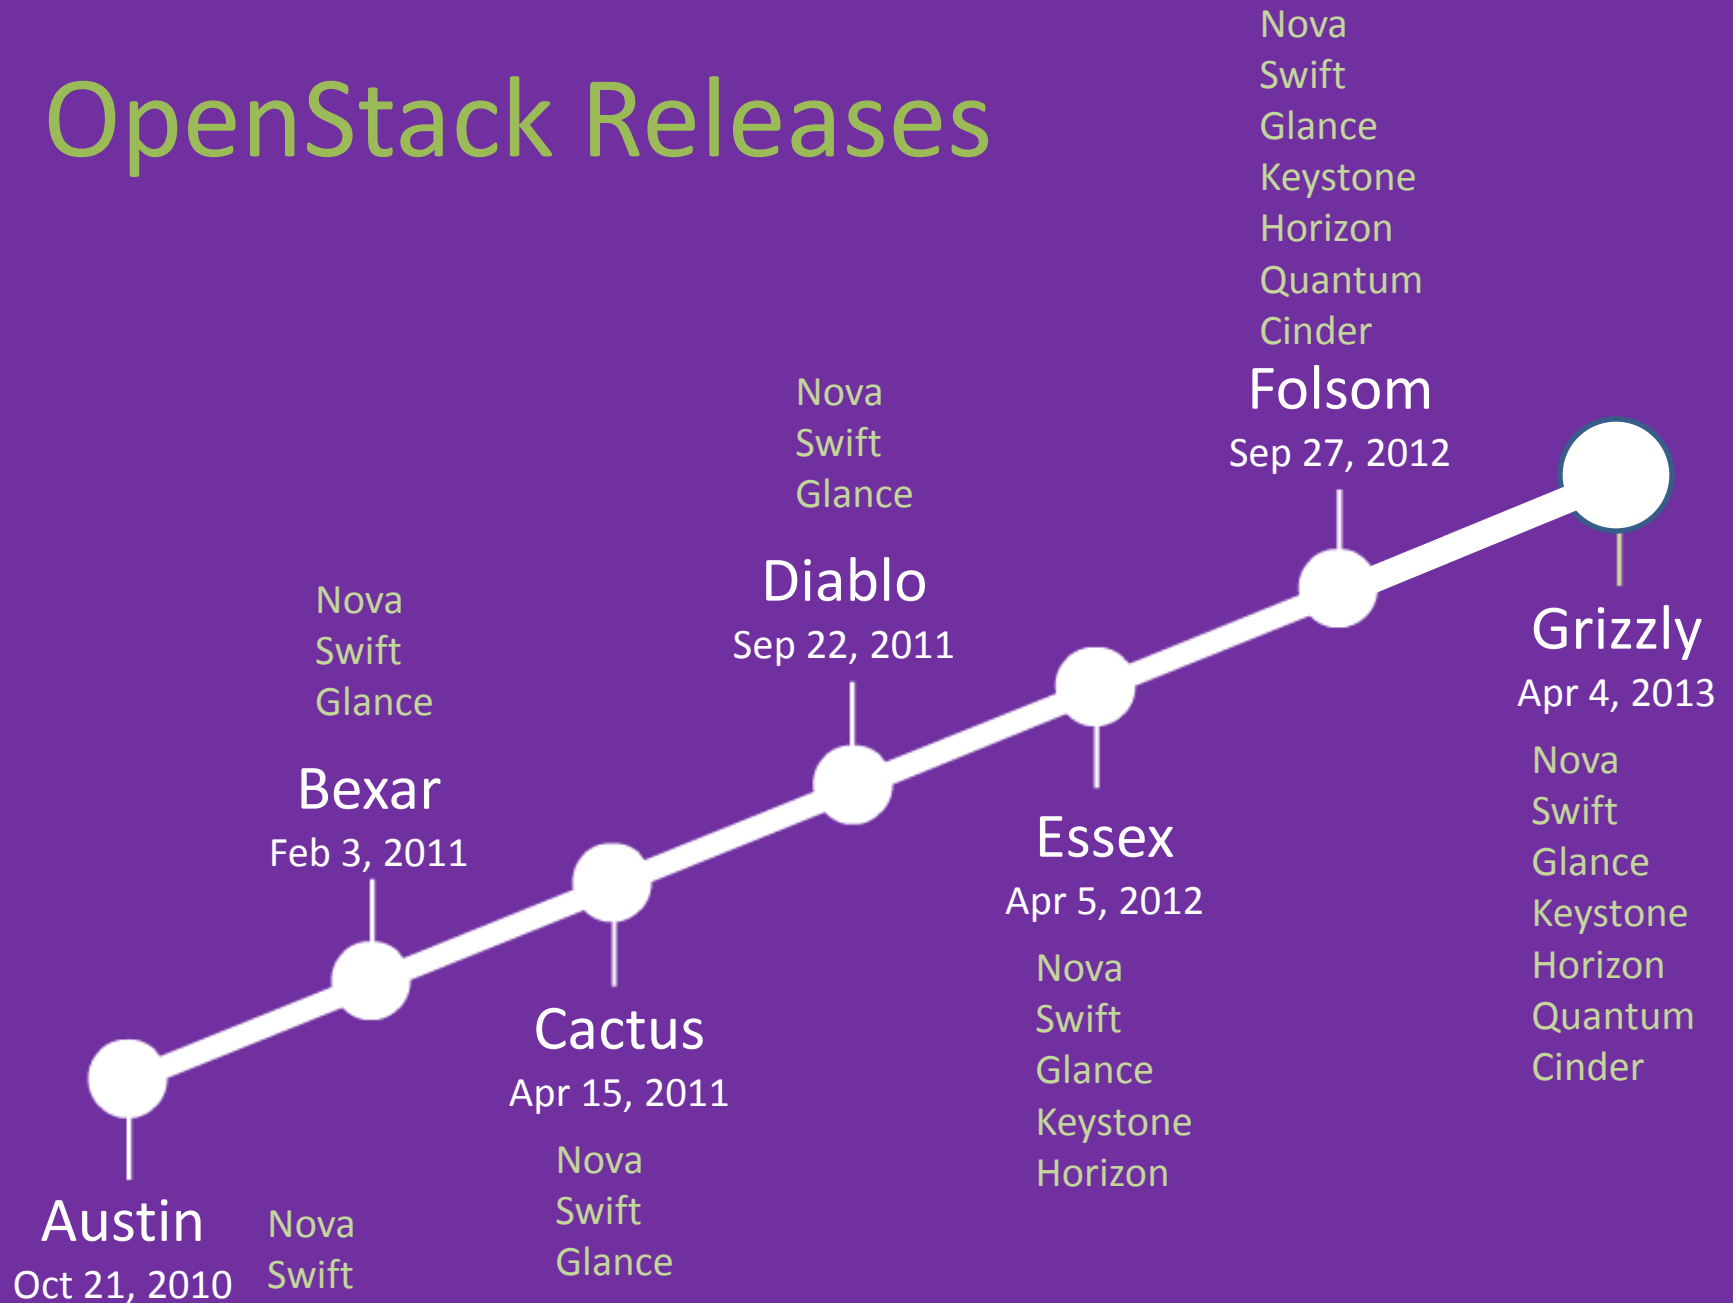 OpenStack Releases
Austin
Oct 21, 2010
Nova
Swift
Nova
Swift
Glance
Bexar
Feb 3, 2011
Cactus
Apr 15, 2011
Nova
Swift
Glance
Nova
Swift
Glance
Diablo
Sep 22, 2011
Essex
Apr 5, 2012
Nova
Swift
Glance
Keystone
Horizon
Nova
Swift
Glance
Keystone
Horizon
Quantum
Cinder
Folsom
Sep 27, 2012
Grizzly
Apr 4, 2013
Nova
Swift
Glance
Keystone
Horizon
Quantum
Cinder